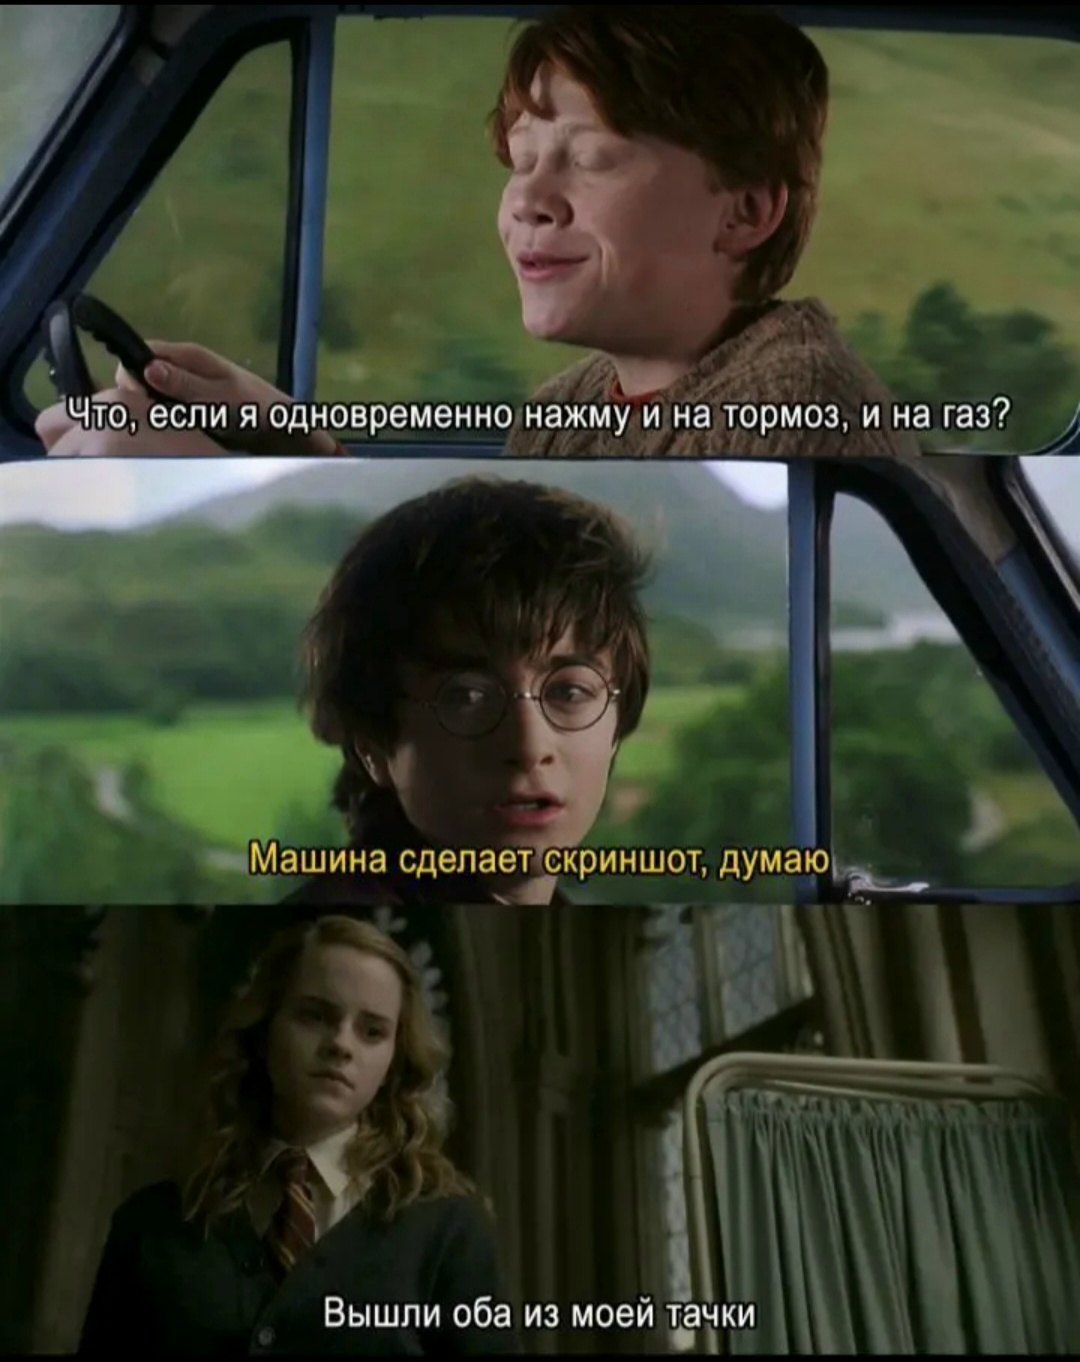 Что, если я одновременно нажму и на тормоз, и на газ?
Машина сделает скриншот, думаю
Вышли оба из моей тачки